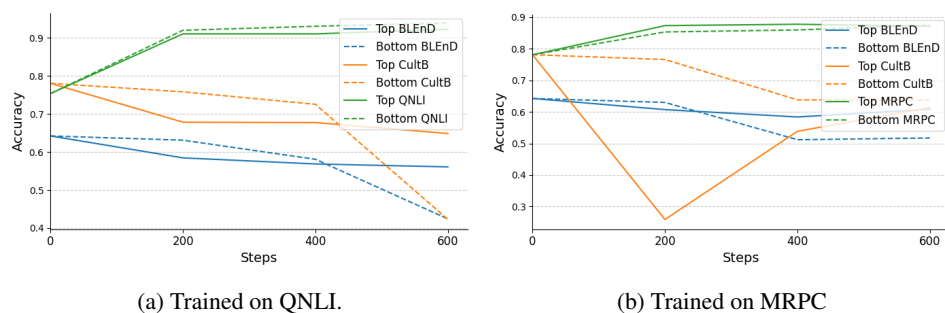 0.9
0.8
0.7
0.6
0.5
0.4
Accuracy
0
200
400
600
Steps
Top BLEnD
Bottom BLEnD
Top CultB
Bottom CultB
Top QNLI
Bottom QNLI
(a) Trained on QNLI.
0.9
0.8
0.7
0.6
0.5
0.4
0.3
Accuracy
0
200
400
600
Steps
Top BLEnD
Bottom BLEnD
Top CultB
Bottom CultB
Top MRPC
Bottom MRPC
(b) Trained on MRPC